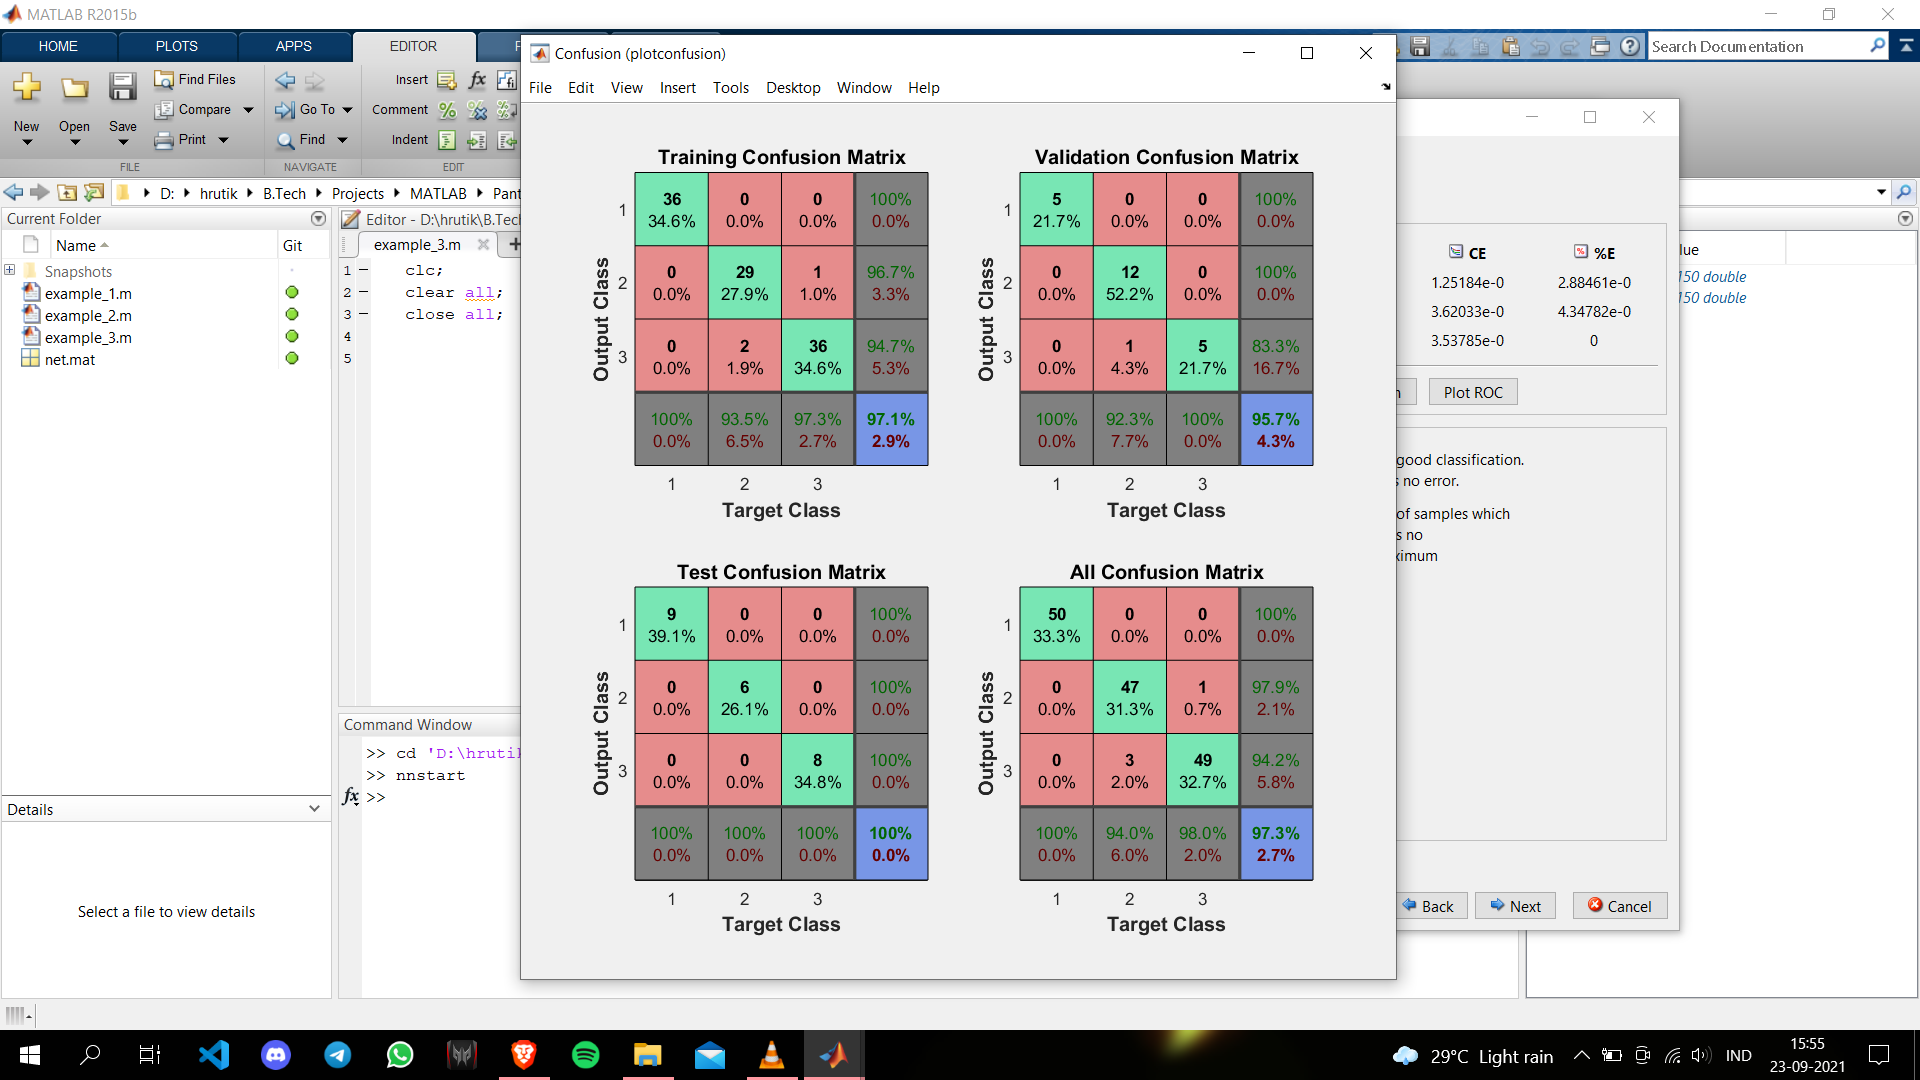 MATLAB R2015b
HOME PLOTS APPS EDITOR
Search Documentation
New Open Save
Find Files
Compare
Print
Go To
Find
Insert
Comment
Indent
FILE NAVIGATE EDIT
D: hrutik B.Tech Projects MATLAB
Current Folder
Name Git
Snapshots
example_1.m
example_2.m
example_3.m
net.mat
Details
Select a file to view details
Editor - D:\hrutik\B.Tec
example_3.m
1 clc;
2 clear all;
3 close all;
4
5
Command Window
>> cd 'D:\hruti
>> nnstart
fx >>
Confusion (plotconfusion)
File Edit View Insert Tools Desktop Window Help
Training Confusion Matrix
Output Class
1 36 0 0 100%
34.6% 0.0% 0.0% 0.0%
2 0 29 1 96.7%
0.0% 27.9% 1.0% 3.3%
3 0 2 36 94.7%
0.0% 1.9% 34.6% 5.3%
100% 93.5% 97.3% 97.1%
0.0% 6.5% 2.7% 2.9%
1 2 3
Target Class
Validation Confusion Matrix
Output Class
1 5 0 0 100%
21.7% 0.0% 0.0% 0.0%
2 0 12 0 100%
0.0% 52.2% 0.0% 0.0%
3 0 1 5 83.3%
0.0% 4.3% 21.7% 16.7%
100% 92.3% 100% 95.7%
0.0% 7.7% 0.0% 4.3%
1 2 3
Target Class
Test Confusion Matrix
Output Class
1 9 0 0 100%
39.1% 0.0% 0.0% 0.0%
2 0 6 0 100%
0.0% 26.1% 0.0% 0.0%
3 0 0 8 100%
0.0% 0.0% 34.8% 0.0%
100% 100% 100% 100%
0.0% 0.0% 0.0% 0.0%
1 2 3
Target Class
All Confusion Matrix
Output Class
1 50 0 0 100%
33.3% 0.0% 0.0% 0.0%
2 0 47 1 97.9%
0.0% 31.3% 0.7% 2.1%
3 0 3 49 94.2%
0.0% 2.0% 32.7% 5.8%
100% 94.0% 98.0% 97.3%
0.0% 6.0% 2.0% 2.7%
1 2 3
Target Class
CE %E
1.25184e-0 2.88461e-0
3.62033e-0 4.34782e-0
3.53785e-0 0
Plot ROC
good classification.
no error.
of samples which
no
Back Next Cancel
150 double
150 double
29°C Light rain
IND
15:55
23-09-2021